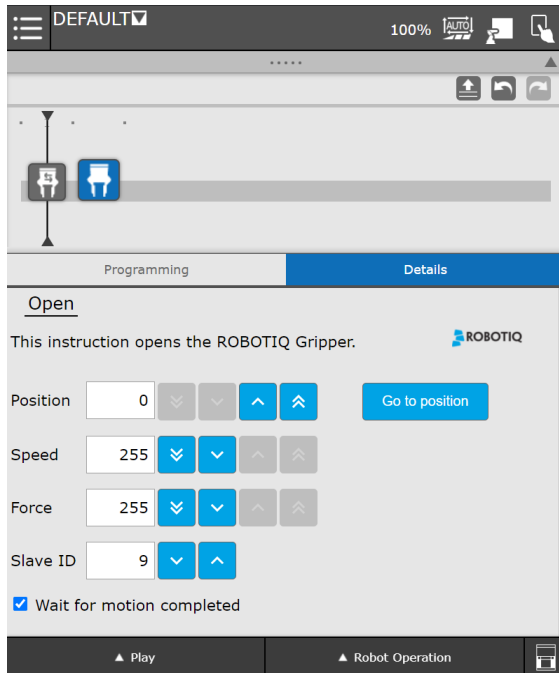 DEFAULT
100% AUTO
Programming Details
Open
This instruction opens the ROBOTIQ Gripper.
ROBOTIQ
Position 0 Go to position
Speed 255
Force 255
Slave ID 9
Wait for motion completed
Play Robot Operation